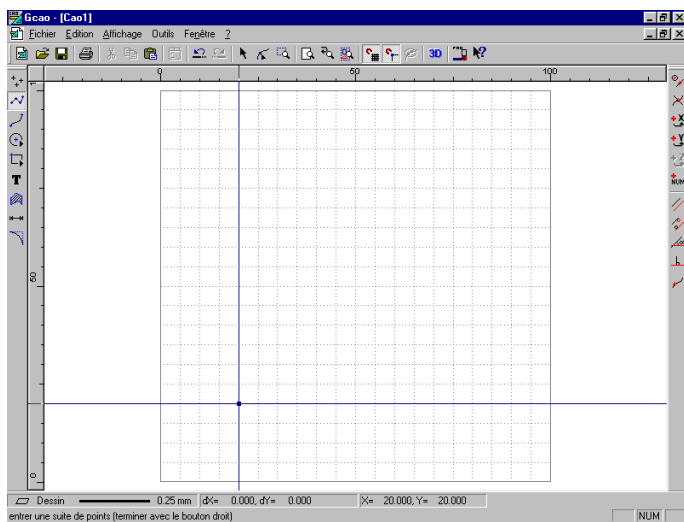 Gcao - [Cao1]
Fichier Edition Affichage Outils Fenêtre ?
3D
0 50 100
X
Y
Z
NUM
T
1
50
0
Dessin 0.25 mm dX= 0.000, dY= 0.000 X= 20.000, Y= 20.000
entrer une suite de points (terminer avec le bouton droit) NUM